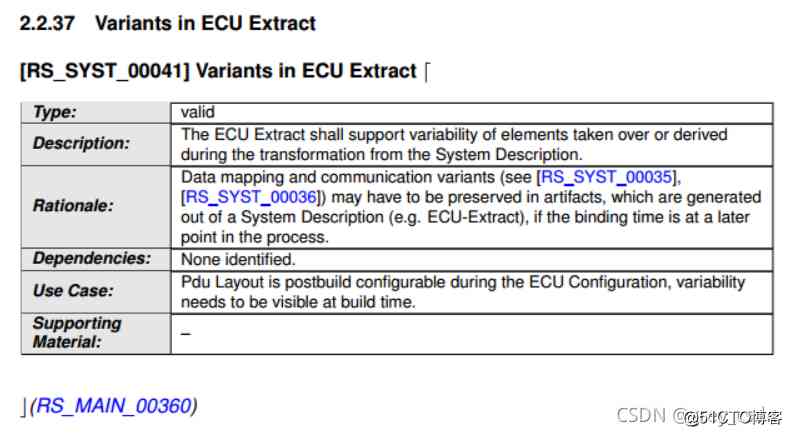 2.2.37 Variants in ECU Extract
[RS_SYST_00041] Variants in ECU Extract ⌈
Type: valid
Description: The ECU Extract shall support variability of elements taken over or derived
during the transformation from the System Description.
Rationale: Data mapping and communication variants (see [RS_SYST_00035],
[RS_SYST_00036]) may have to be preserved in artifacts, which are generated
out of a System Description (e.g. ECU-Extract), if the binding time is at a later
point in the process.
Dependencies: None identified.
Use Case: Pdu Layout is postbuild configurable during the ECU Configuration, variability
needs to be visible at build time.
Supporting
Material: –
⌋(RS_MAIN_00360)
CSDN
@51CTO博客